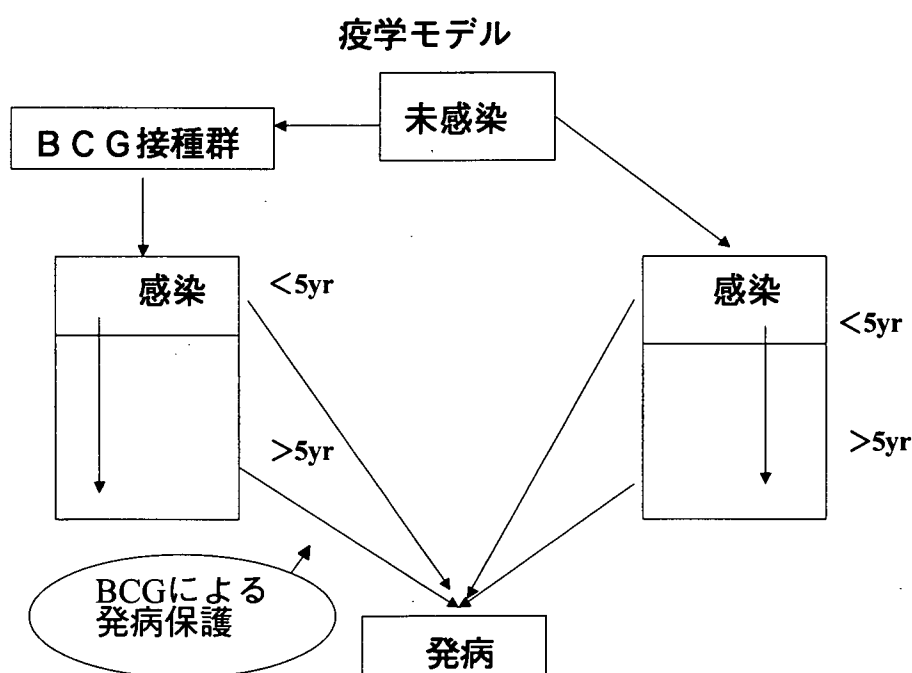 疫学モデル
未感染
ＢＣＧ接種群
感染
＜5yr
＞5yr
感染
＜5yr
＞5yr
BCGによる
発病保護
発病